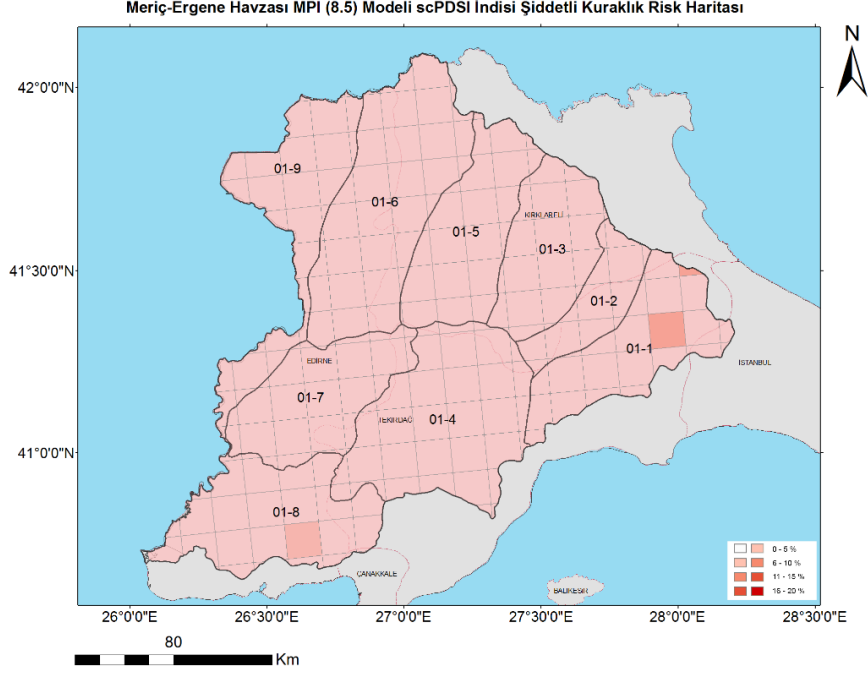 Meriç-Ergene Havzası MPI (8.5) Modeli scPDSI İndisi Şiddetli Kuraklık Risk Haritası
N
42°0'0"N
41°30'0"N
41°0'0"N
01-9
01-6
01-5
01-3
KIRKLARELİ
01-2
01-1
İSTANBUL
EDİRNE
01-7
01-4
TEKİRDAĞ
01-8
ÇANAKKALE
BALIKESİR
0 - 5 %
6 - 10 %
11 - 15 %
16 - 20 %
26°0'0"E
26°30'0"E
27°0'0"E
27°30'0"E
28°0'0"E
28°30'0"E
80
Km